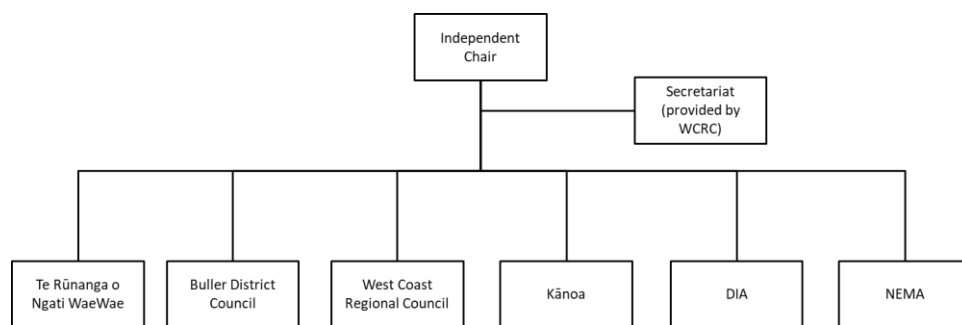 Independent
Chair
Secretariat
(provided by
WCRC)
Te Rūnanga o
Ngati WaeWae
Buller District
Council
West Coast
Regional Council
Kānoa
DIA
NEMA